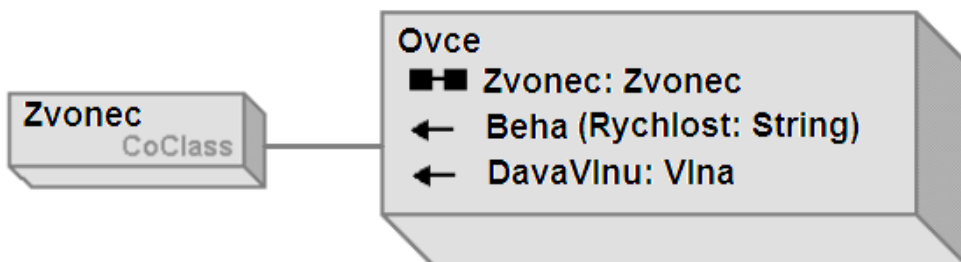 Zvonec
CoClass
Ovce
Zvonec: Zvonec
Beha (Rychlost: String)
DavaVlnu: Vlna